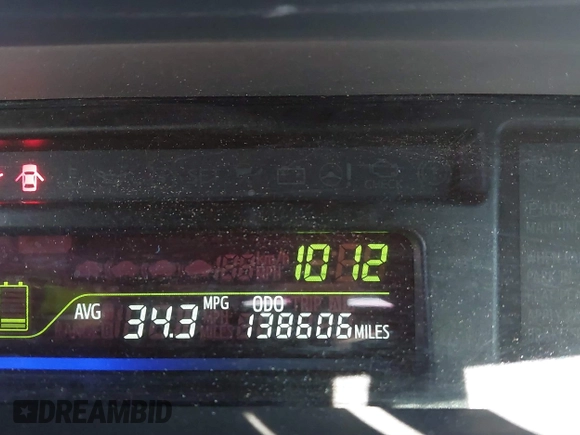 10 12
AVG 34.3 MPG ODO 138606 MILES
DREAMBID